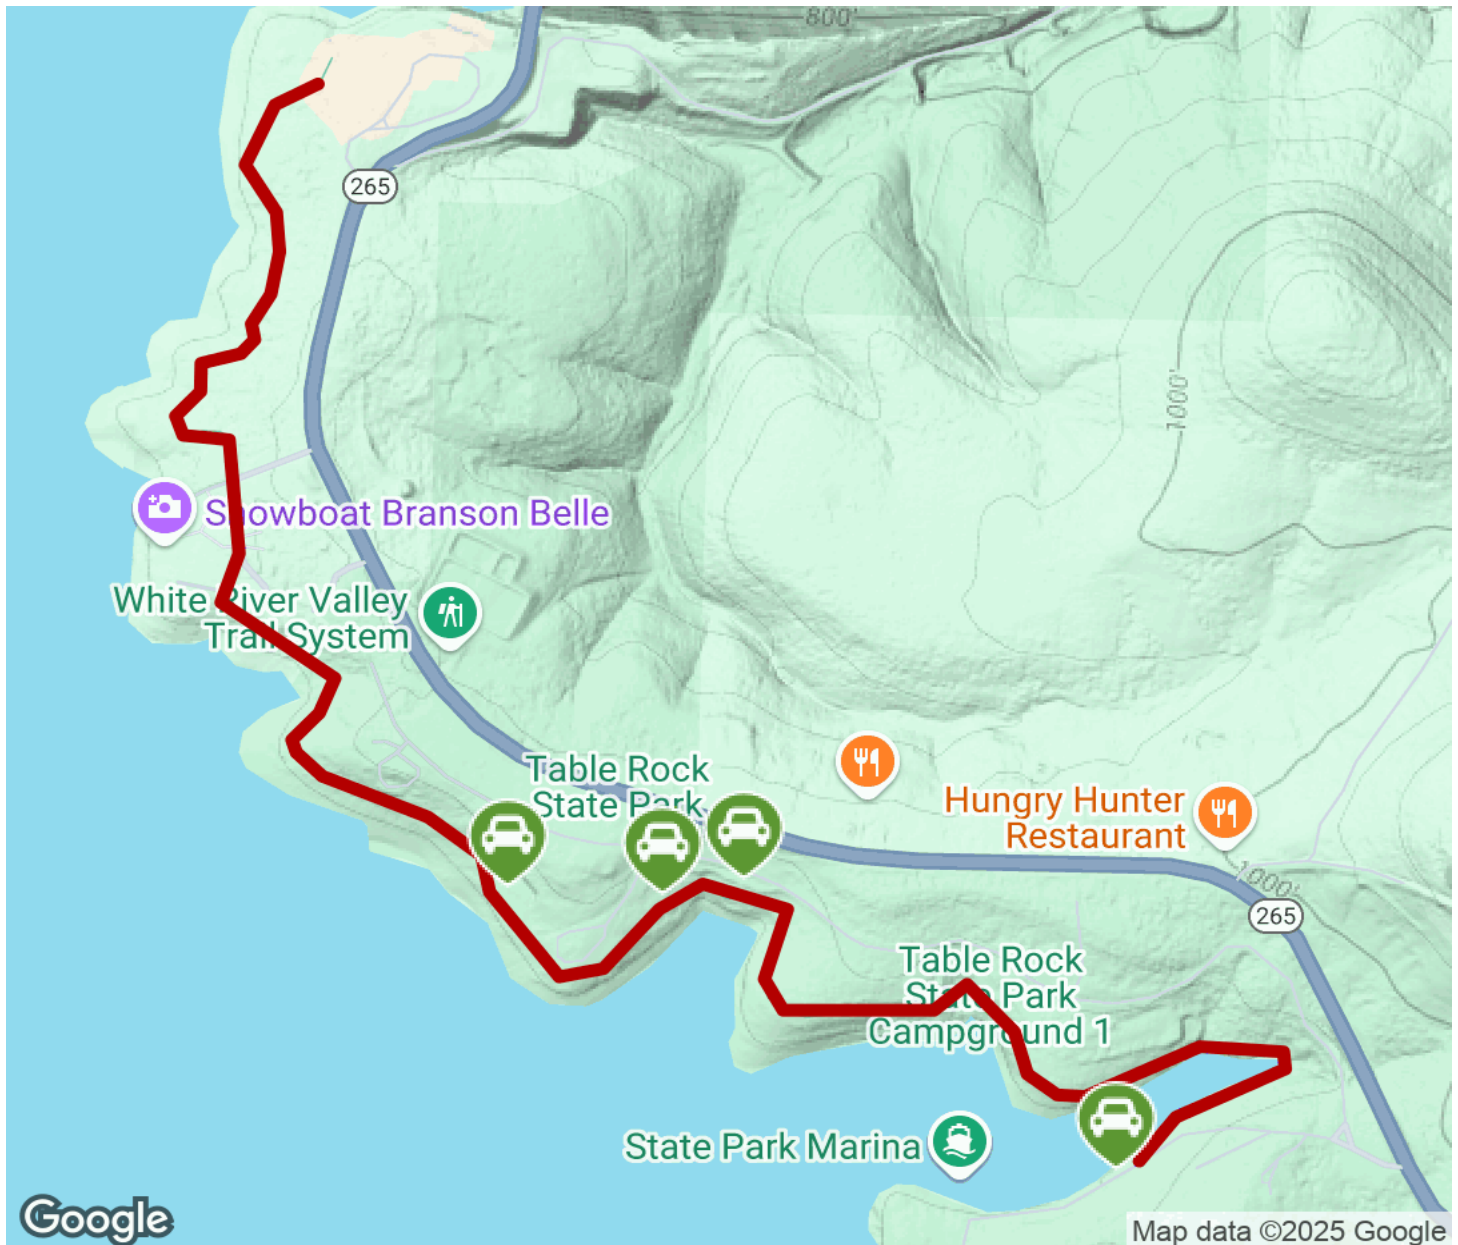 800'
265
1000'
Showboat Branson Belle
White River Valley
Trail System
Table Rock
State Park
Hungry Hunter
Restaurant
1000'
265
Table Rock
State Park
Campground 1
State Park Marina
Google
Map data ©2025 Google